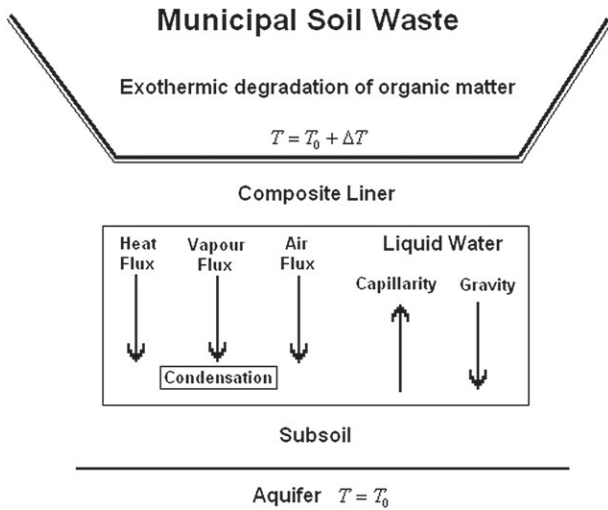 Municipal Soil Waste
Exothermic degradation of organic matter
T = T₀ + ΔT
Composite Liner
Heat
Flux
Vapour
Flux
Air
Flux
Liquid Water
Capillarity
Gravity
Condensation
Subsoil
Aquifer T = T₀